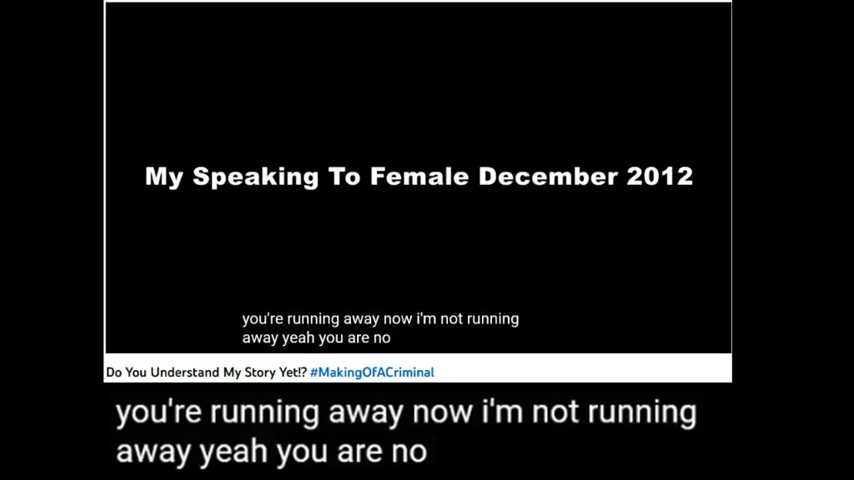 My Speaking To Female December 2012
you're running away now i'm not running
away yeah you are no
Do You Understand My Story Yet!? #MakingOfACriminal
you're running away now i'm not running
away yeah you are no